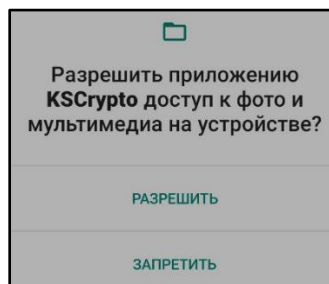 Разрешить приложению
KSCrypto доступ к фото и
мультимедиа на устройстве?
РАЗРЕШИТЬ
ЗАПРЕТИТЬ